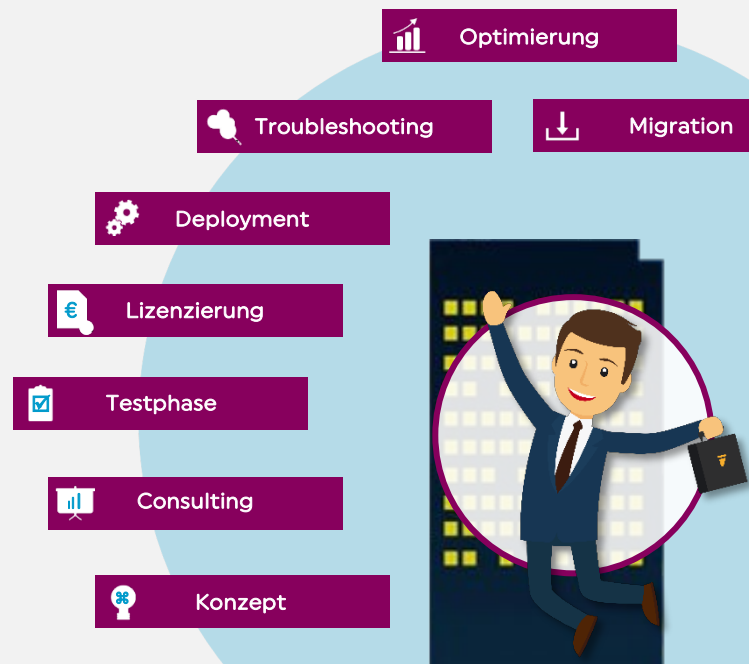 Optimierung
Troubleshooting
Migration
Deployment
Lizenzierung
Testphase
Consulting
Konzept